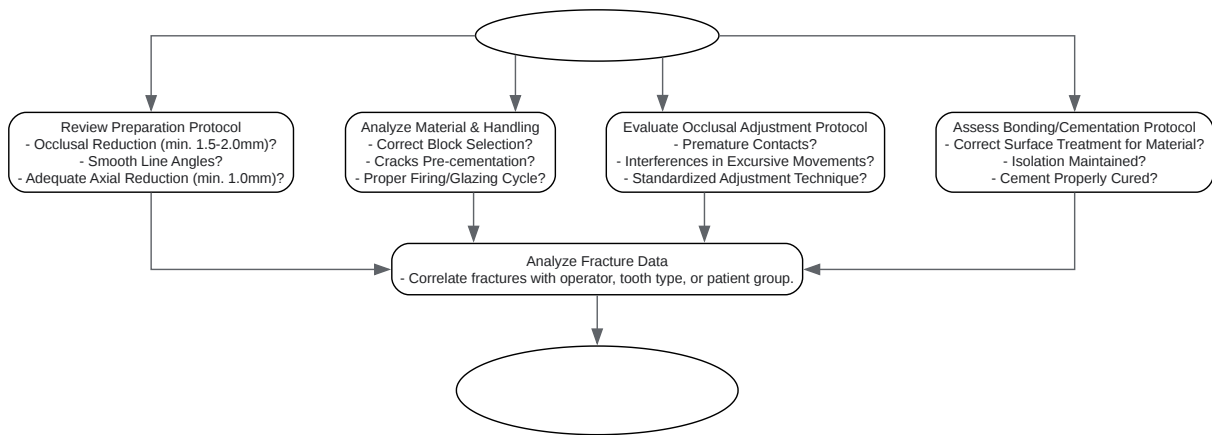 Review Preparation Protocol
- Occlusal Reduction (min. 1.5-2.0mm)?
- Smooth Line Angles?
- Adequate Axial Reduction (min. 1.0mm)?
Analyze Material & Handling
- Correct Block Selection?
- Cracks Pre-cementation?
- Proper Firing/Glazing Cycle?
Evaluate Occlusal Adjustment Protocol
- Premature Contacts?
- Interferences in Excursive Movements?
- Standardized Adjustment Technique?
Assess Bonding/Cementation Protocol
- Correct Surface Treatment for Material?
- Isolation Maintained?
- Cement Properly Cured?
Analyze Fracture Data
- Correlate fractures with operator, tooth type, or patient group.